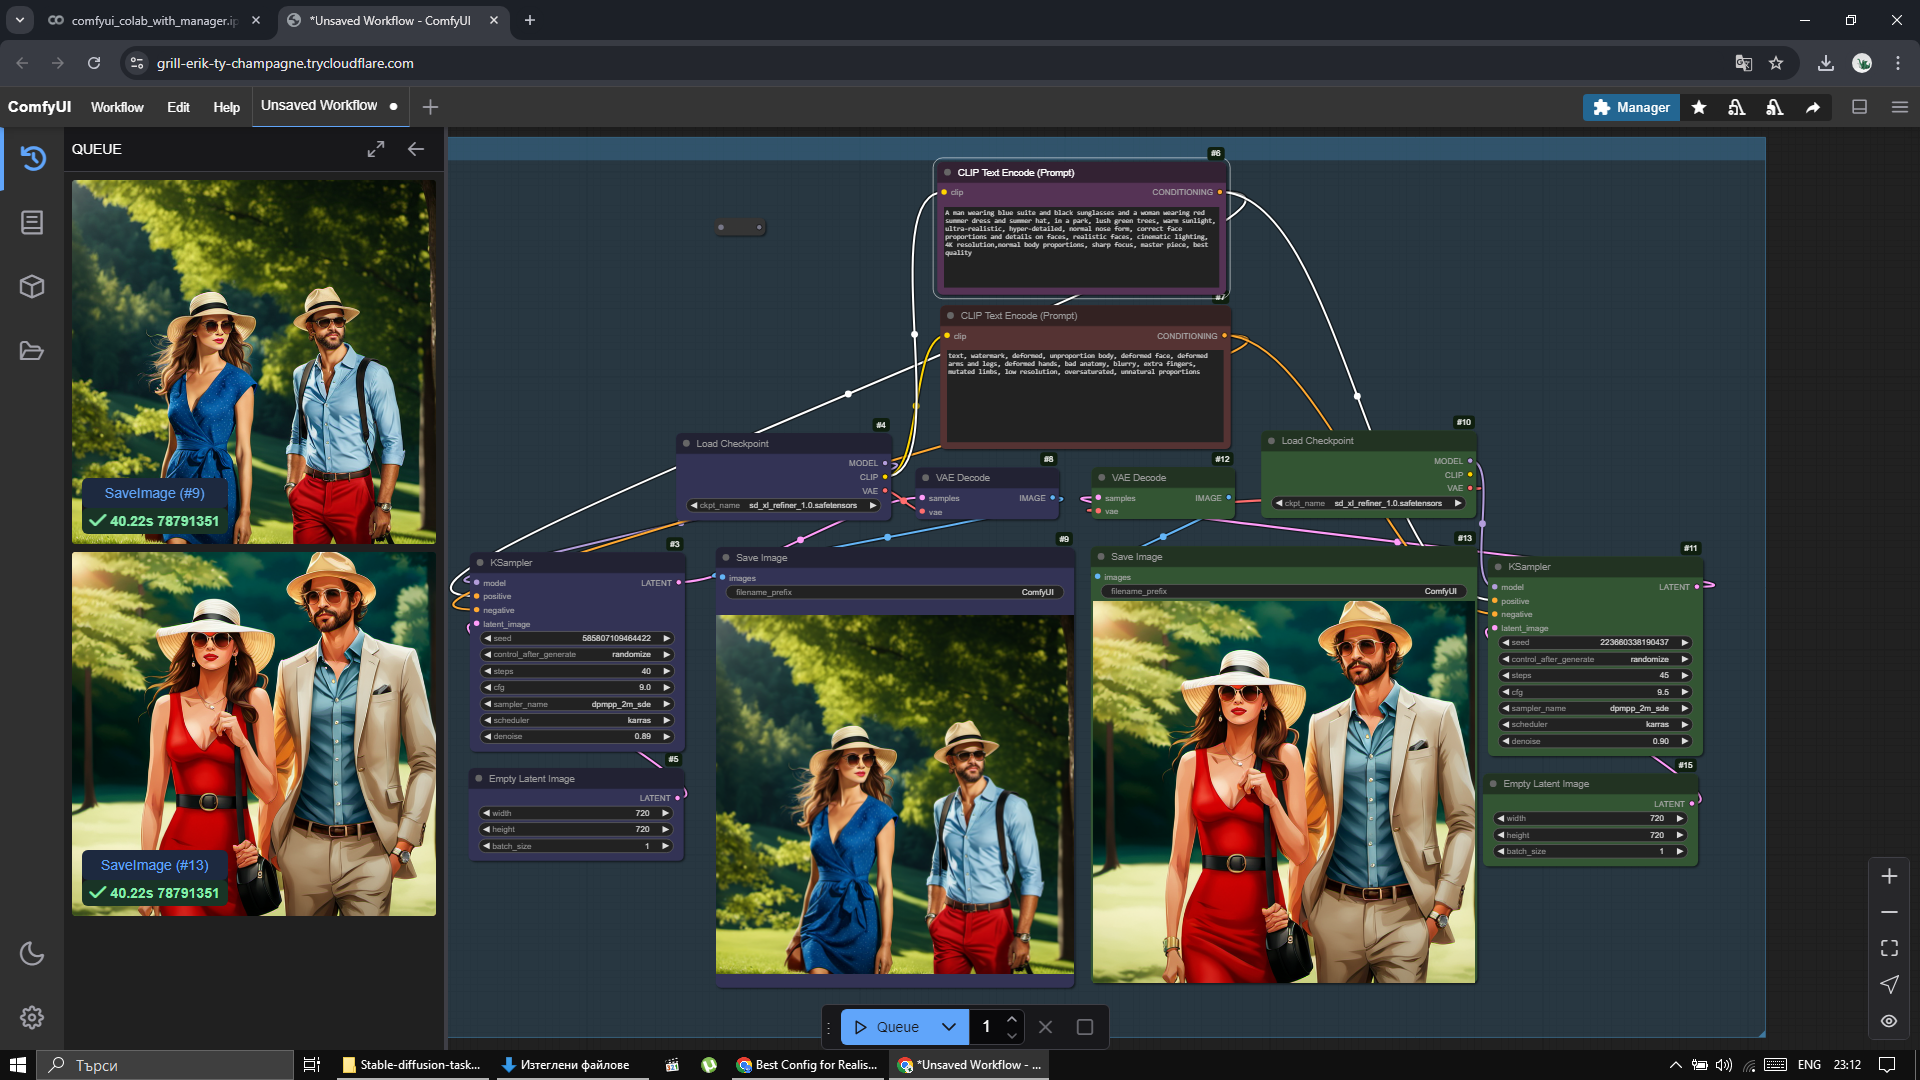 comfyui_colab_with_manager.ip
*Unsaved Workflow - ComfyUI
grill-erik-ty-champagne.trycloudflare.com
ComfyUI
Workflow
Edit
Help
Unsaved Workflow
Manager
QUEUE
SaveImage (#9)
40.22s 78791351
SaveImage (#13)
40.22s 78791351
#6
CLIP Text Encode (Prompt)
clip
CONDITIONING
A man wearing blue suite and black sunglasses and a woman wearing red
summer dress and summer hat, in a park, lush green trees, warm sunlight,
ultra-realistic, hyper-detailed, normal nose form, correct face
proportions and details on faces, realistic faces, cinematic lighting,
4K resolution,normal body proportions, sharp focus, master piece, best
quality
#7
CLIP Text Encode (Prompt)
clip
CONDITIONING
text, watermark, deformed, unproportion body, deformed face, deformed
arms and legs, deformed hands, bad anatomy, blurry, extra fingers,
mutated limbs, low resolution, oversaturated, unnatural proportions
#4
Load Checkpoint
MODEL
CLIP
VAE
ckpt_name sd_xl_refiner_1.0.safetensors
#8
VAE Decode
samples IMAGE
vae
#12
VAE Decode
samples IMAGE
vae
#10
Load Checkpoint
MODEL
CLIP
VAE
ckpt_name sd_xl_refiner_1.0.safetensors
#3
KSampler
model LATENT
positive
negative
latent_image
seed 585807109464422
control_after_generate randomize
steps 40
cfg 9.0
sampler_name dpmpp_2m_sde
scheduler karras
denoise 0.89
#5
Empty Latent Image
LATENT
width 720
height 720
batch_size 1
#9
Save Image
images
filename_prefix ComfyUI
#13
Save Image
images
filename_prefix ComfyUI
#11
KSampler
LATENT
model
positive
negative
latent_image
seed 223660338190437
control_after_generate randomize
steps 45
cfg 9.5
sampler_name dpmpp_2m_sde
scheduler karras
denoise 0.90
#15
Empty Latent Image
LATENT
width 720
height 720
batch_size 1
Queue
1
Търси
Stable-diffusion-task...
Изтеглени файлове
Best Config for Realis...
*Unsaved Workflow - ...
ENG
23:12